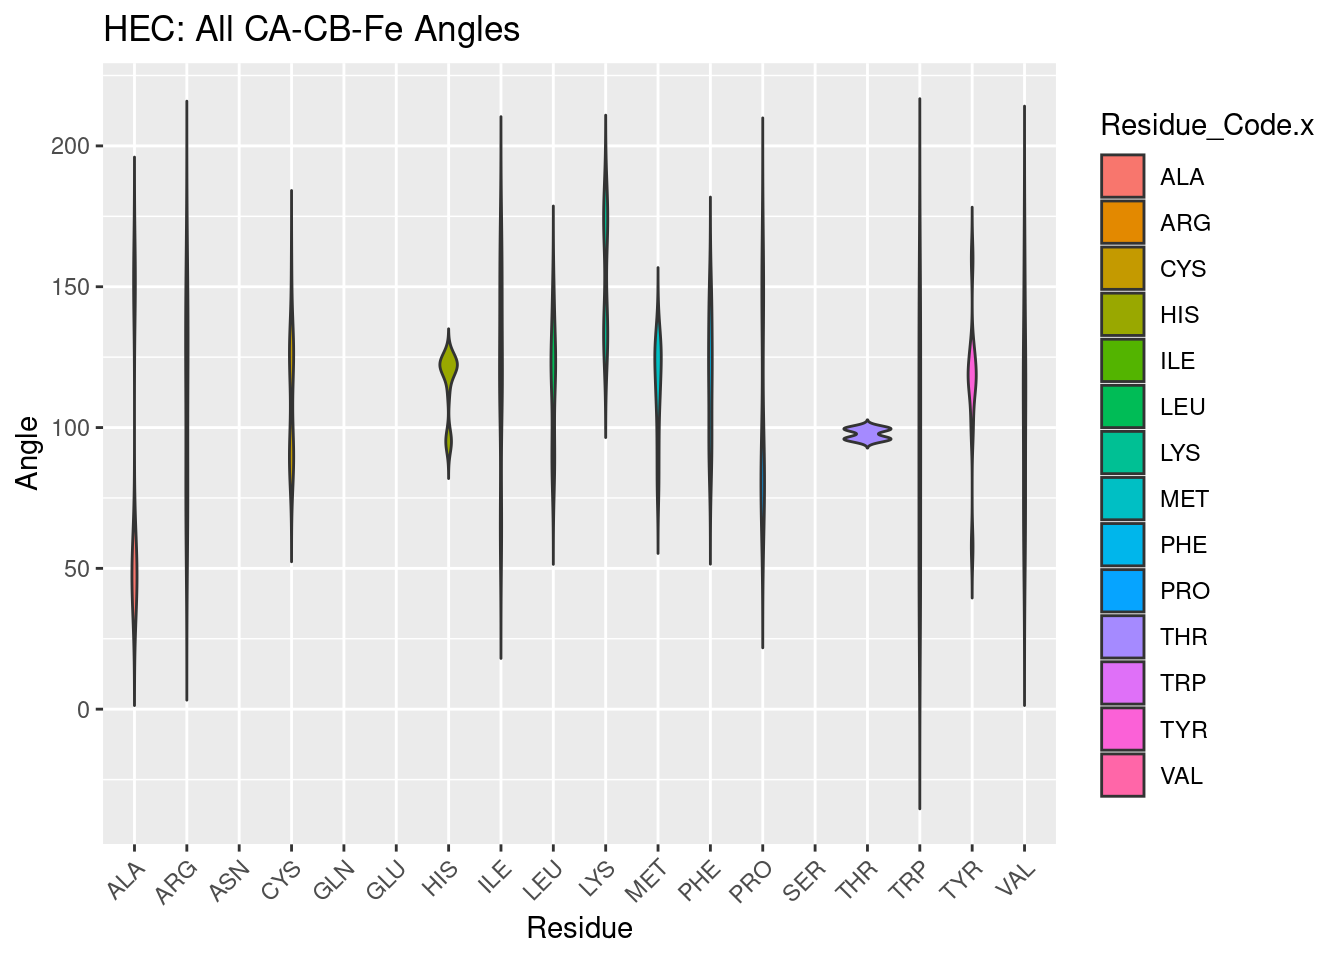 HEC: All CA-CB-Fe Angles
Angle
200
150
100
50
0
ALA
ARG
ASN
CYS
GLN
GLU
HIS
ILE
LEU
LYS
MET
PHE
PRO
SER
THR
TRP
TYR
VAL
Residue
Residue_Code.x
ALA
ARG
CYS
HIS
ILE
LEU
LYS
MET
PHE
PRO
THR
TRP
TYR
VAL